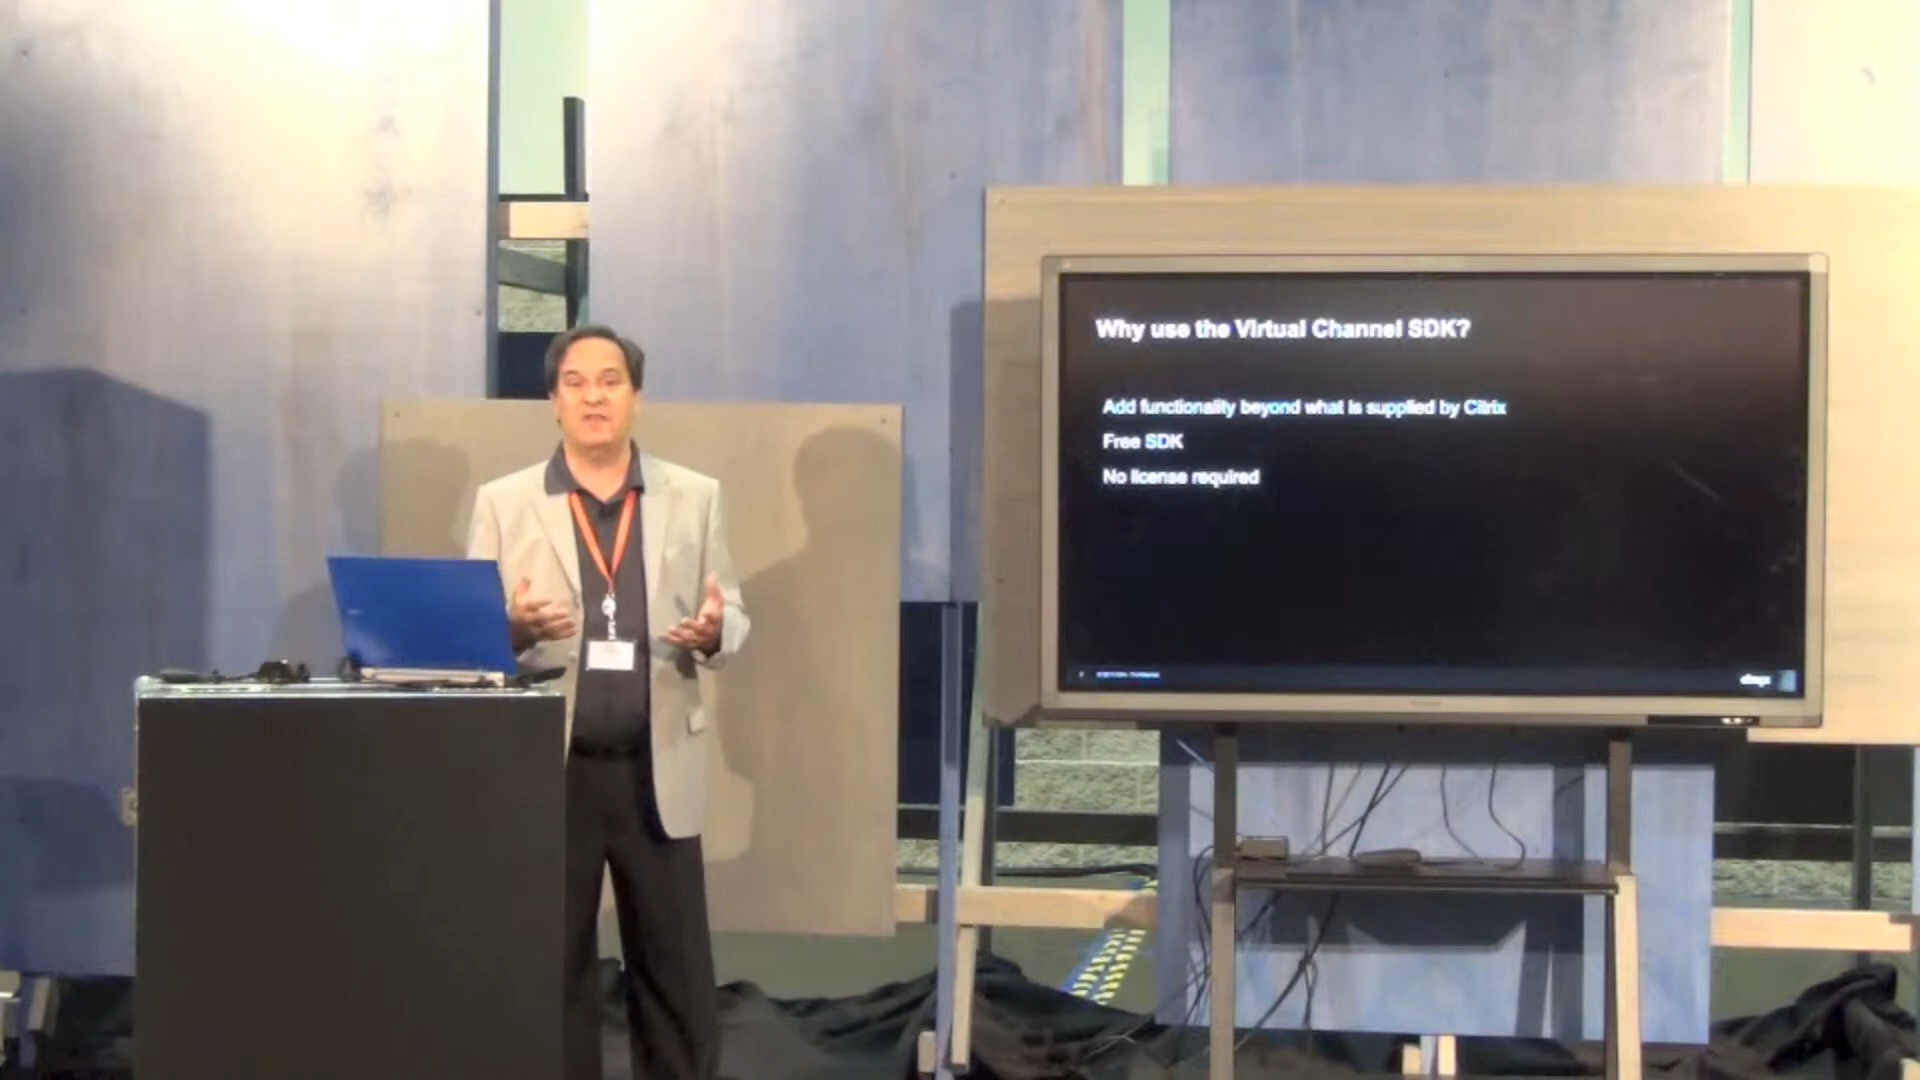 Why use the Virtual Channel SDK?
Add functionality beyond what is supplied by Citrix
Free SDK
No license required
citrix